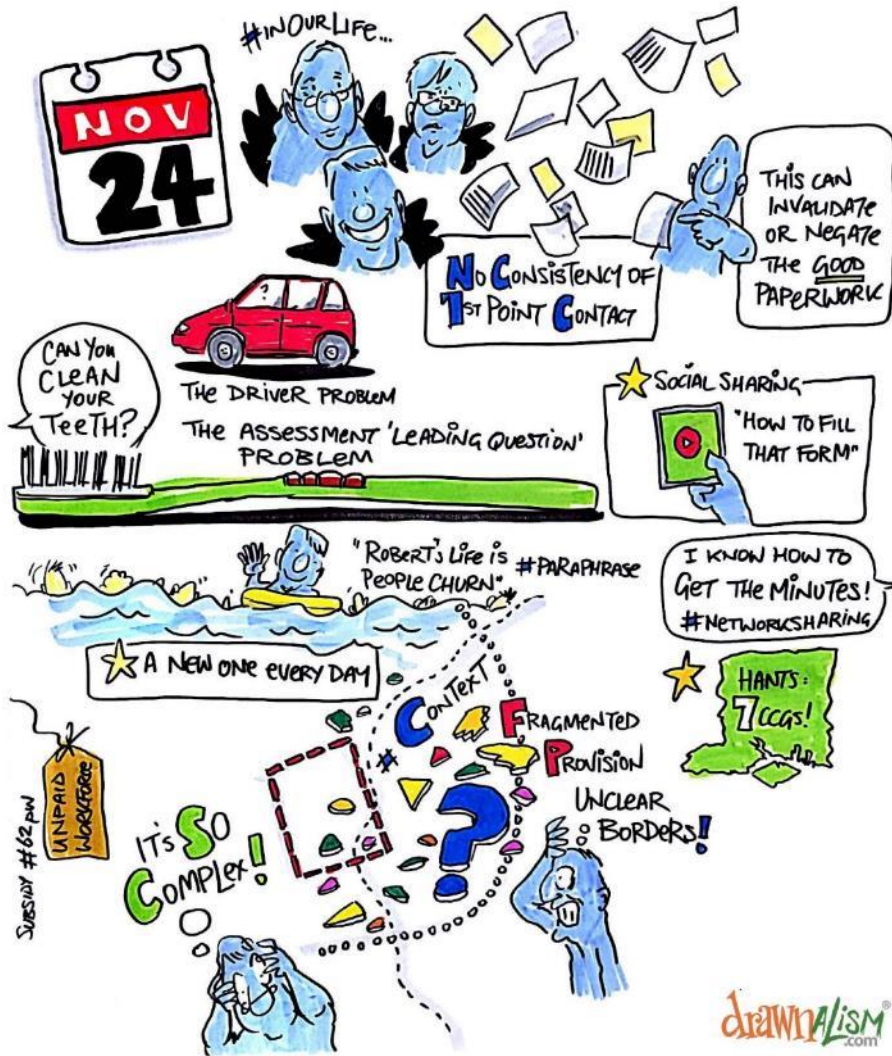 #INOURLIFE...
NOV
24
THIS CAN
INVALIDATE
OR NEGATE
THE GOOD
PAPERWORK
NO CONSISTENCY OF
1ST POINT CONTACT
CAN YOU
CLEAN
YOUR
TEETH?
THE DRIVER PROBLEM
THE ASSESSMENT 'LEADING QUESTION'
PROBLEM
SOCIAL SHARING
"HOW TO FILL
THAT FORM"
"ROBERT'S LIFE IS
PEOPLE CHURN"
#PARAPHRASE
I KNOW HOW TO
GET THE MINUTES!
#NETWORKSHARING
A NEW ONE EVERY DAY
HANTS:
7 CCGS!
# CONTEXT
FRAGMENTED
PROVISION
UNCLEAR
BORDERS!
?
UNPAID
WORKFORCE
SUBSIDY #62pw
IT'S SO
COMPLEX!
drawnALISM®
.com